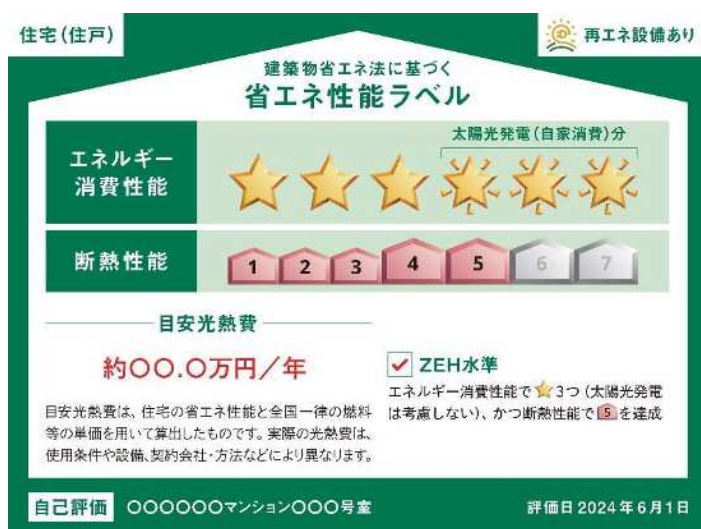 住宅(住戸)
再エネ設備あり
建築物省エネ法に基づく
省エネ性能ラベル
太陽光発電(自家消費)分
エネルギー
消費性能
断熱性能
1 2 3 4 5 6 7
目安光熱費
約〇〇.〇万円/年
目安光熱費は、住宅の省エネ性能と全国一律の燃料
等の単価を用いて算出したものです。実際の光熱費は、
使用条件や設備、契約会社・方法などにより異なります。
ZEH水準
エネルギー消費性能で⭐3つ(太陽光発電
は考慮しない)、かつ断熱性能で5を達成
自己評価 〇〇〇〇〇〇マンション〇〇〇号室
評価日2024年6月1日